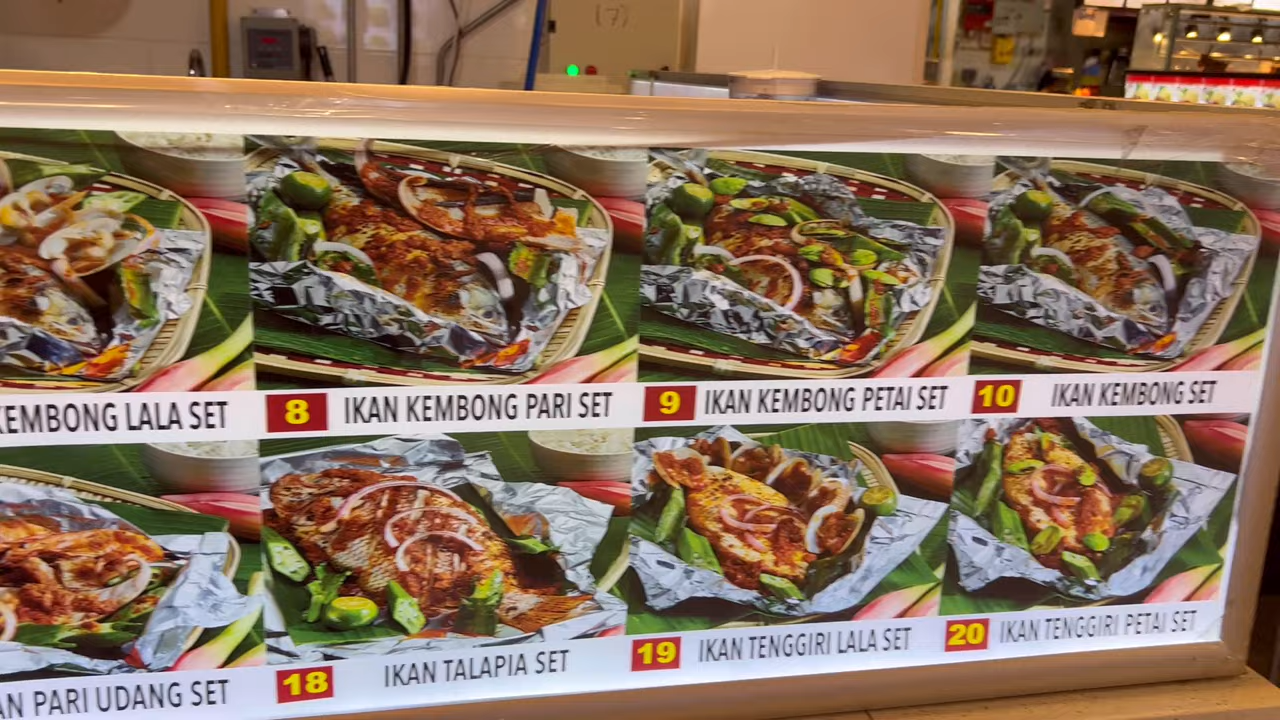 (7)
KEMBONG LALA SET
8 IKAN KEMBONG PARI SET
9 IKAN KEMBONG PETAI SET
10 IKAN KEMBONG SET
PARI UDANG SET
18 IKAN TALAPIA SET
19 IKAN TENGGIRI LALA SET
20 IKAN TENGGIRI PETAI SET